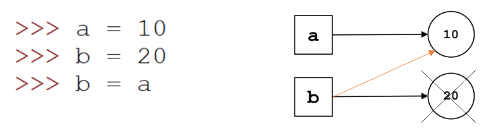 >>> a = 10
>>> b = 20
>>> b = a
a
10
b
20